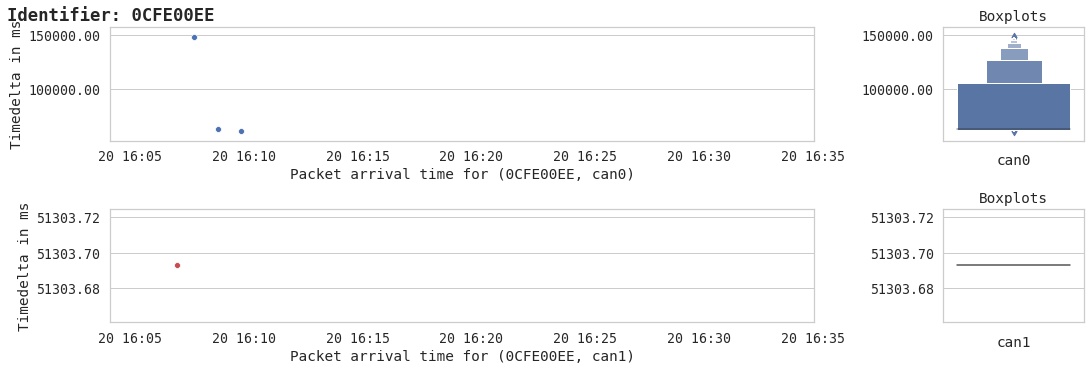 Identifier: 0CFE00EE
Boxplots
Timedelta in ms
150000.00
100000.00
20 16:05 20 16:10 20 16:15 20 16:20 20 16:25 20 16:30 20 16:35
Packet arrival time for (0CFE00EE, can0)
150000.00
100000.00
can0
Boxplots
Timedelta in ms
51303.72
51303.70
51303.68
20 16:05 20 16:10 20 16:15 20 16:20 20 16:25 20 16:30 20 16:35
Packet arrival time for (0CFE00EE, can1)
51303.72
51303.70
51303.68
can1